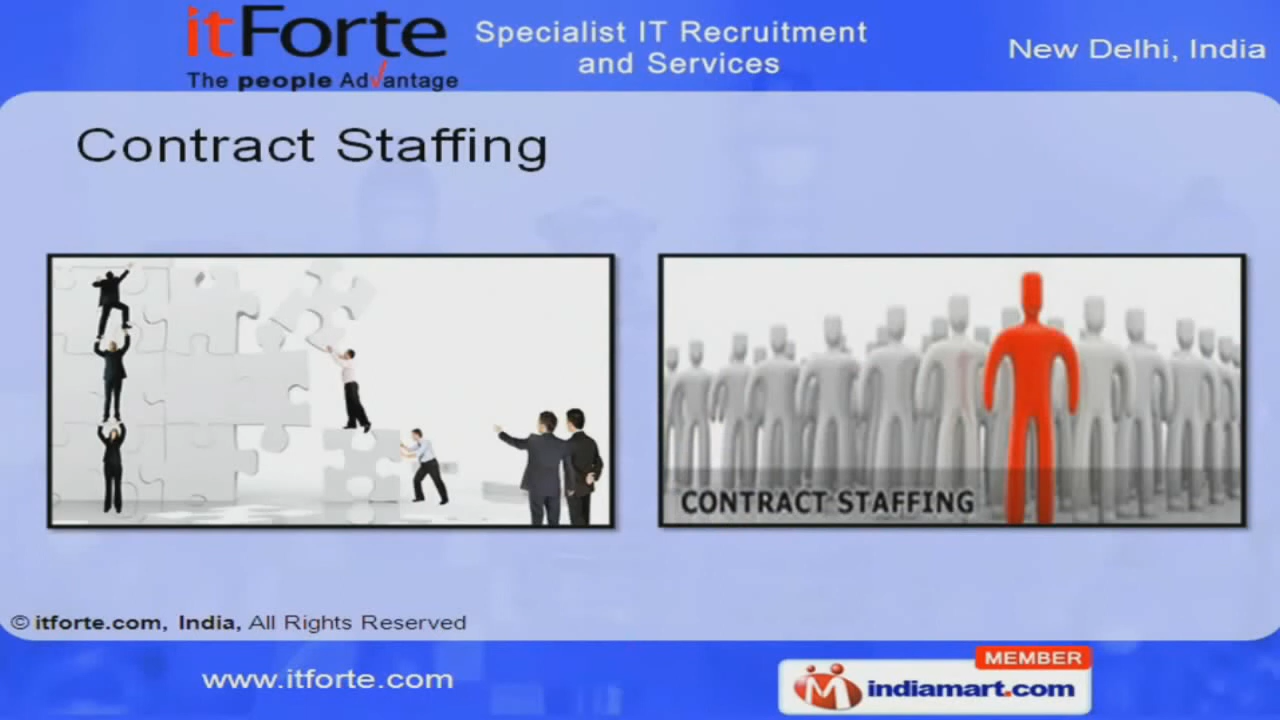 itForte
The people Advantage
Specialist IT Recruitment
and Services
New Delhi, India
Contract Staffing
CONTRACT STAFFING
© itforte.com, India, All Rights Reserved
www.itforte.com
MEMBER
indiamart.com